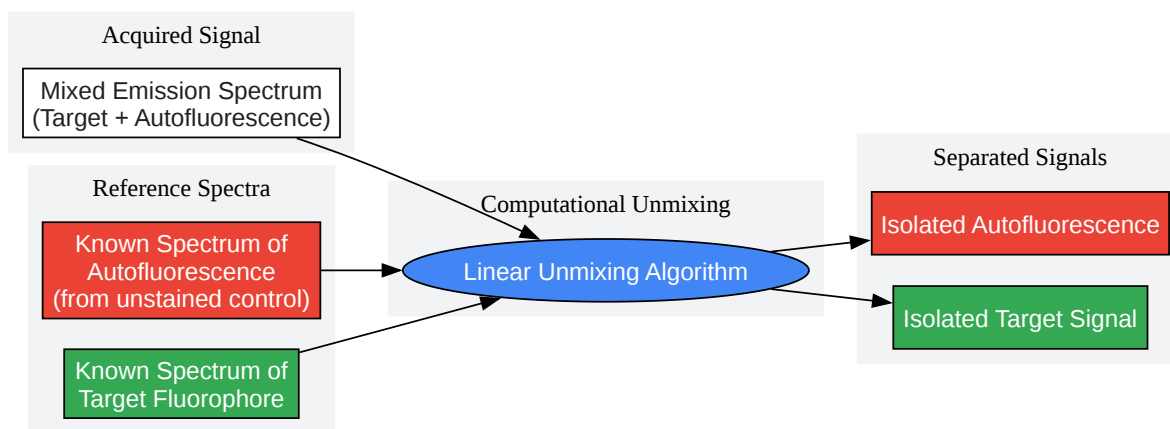 Acquired Signal
Mixed Emission Spectrum
(Target + Autofluorescence)
Reference Spectra
Known Spectrum of
Autofluorescence
(from unstained control)
Known Spectrum of
Target Fluorophore
Computational Unmixing
Linear Unmixing Algorithm
Separated Signals
Isolated Autofluorescence
Isolated Target Signal